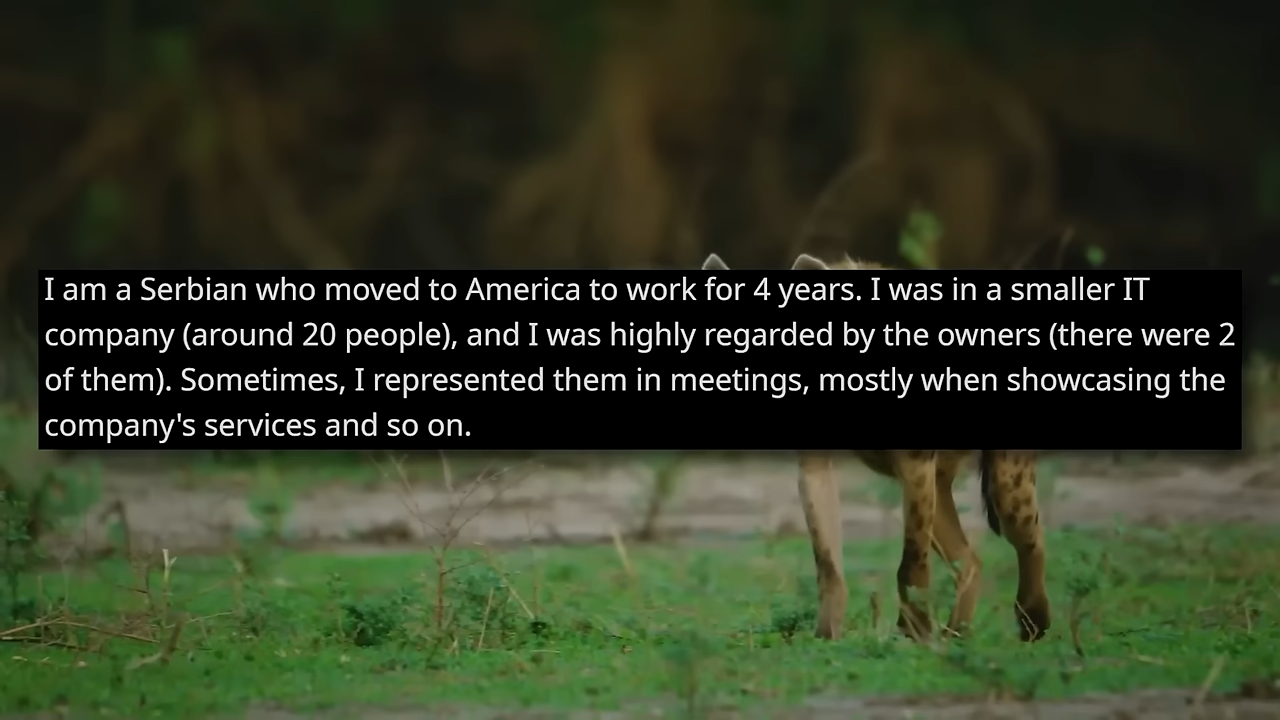 I am a Serbian who moved to America to work for 4 years. I was in a smaller IT
company (around 20 people), and I was highly regarded by the owners (there were 2
of them). Sometimes, I represented them in meetings, mostly when showcasing the
company's services and so on.